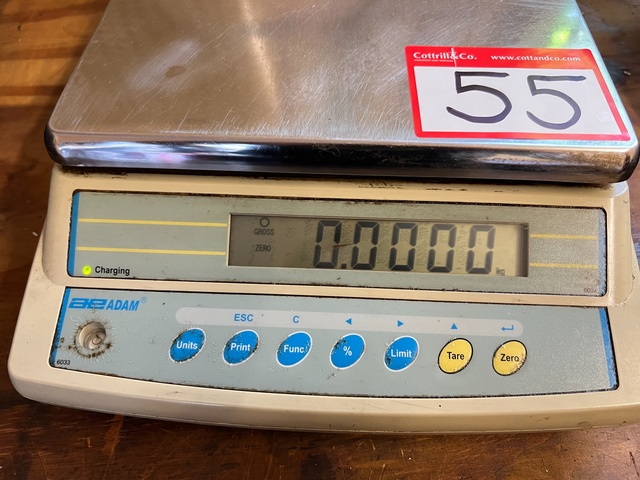 Cottrill&Co. www.cottandco.com
55
GROSS
ZERO
0.0000 kg
Charging
ADAM®
ESC C ◄ ► ▲ ↵
Units Print Func % Limit Tare Zero
6033